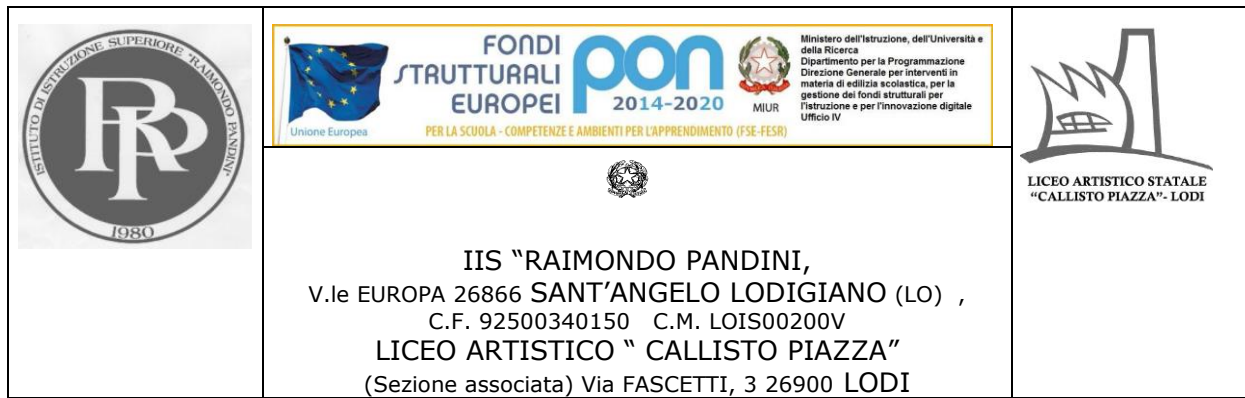 ISTITUTO DI ISTRUZIONE SUPERIORE "RAIMONDO PANDINI"
RP
1980
Unione Europea
FONDI
STRUTTURALI
EUROPEI
pon
2014-2020
MIUR
Ministero dell'Istruzione, dell'Università e
della Ricerca
Dipartimento per la Programmazione
Direzione Generale per interventi in
materia di edilizia scolastica, per la
gestione dei fondi strutturali per
l'istruzione e per l'innovazione digitale
Ufficio IV
PER LA SCUOLA - COMPETENZE E AMBIENTI PER L'APPRENDIMENTO (FSE-FESR)
LICEO ARTISTICO STATALE
"CALLISTO PIAZZA"- LODI
IIS "RAIMONDO PANDINI,
V.le EUROPA 26866 SANT'ANGELO LODIGIANO (LO) ,
C.F. 92500340150 C.M. LOIS00200V
LICEO ARTISTICO " CALLISTO PIAZZA"
(Sezione associata) Via FASCETTI, 3 26900 LODI